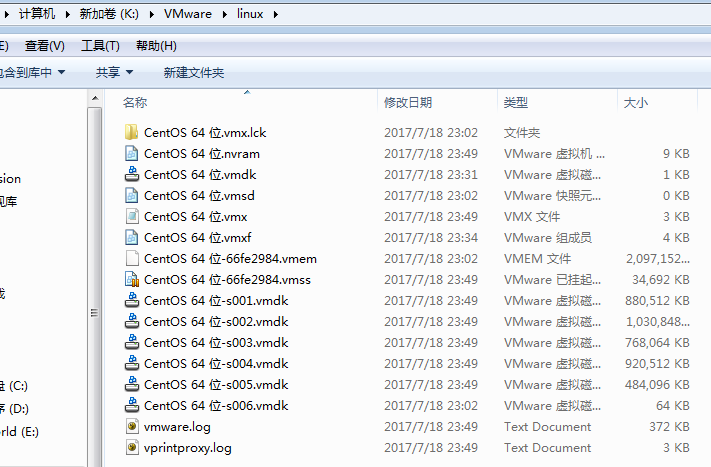 计算机 新加卷 (K:) VMware linux
E) 查看(V) 工具(T) 帮助(H)
包含到库中 共享 新建文件夹
名称 修改日期 类型 大小
CentOS 64 位.vmx.lck 2017/7/18 23:02 文件夹
CentOS 64 位.nvram 2017/7/18 23:49 VMware 虚拟机 ... 9 KB
CentOS 64 位.vmdk 2017/7/18 23:31 VMware 虚拟磁... 1 KB
sion
CentOS 64 位.vmsd 2017/7/18 23:02 VMware 快照元... 0 KB
视库
CentOS 64 位.vmx 2017/7/18 23:49 VMX 文件 3 KB
CentOS 64 位.vmxf 2017/7/18 23:34 VMware 组成员 4 KB
CentOS 64 位-66fe2984.vmem 2017/7/18 23:02 VMEM 文件 2,097,152...
CentOS 64 位-66fe2984.vmss 2017/7/18 23:49 VMware 已挂起... 34,692 KB
CentOS 64 位-s001.vmdk 2017/7/18 23:49 VMware 虚拟磁... 880,512 KB
CentOS 64 位-s002.vmdk 2017/7/18 23:49 VMware 虚拟磁... 1,030,848...
CentOS 64 位-s003.vmdk 2017/7/18 23:49 VMware 虚拟磁... 768,064 KB
CentOS 64 位-s004.vmdk 2017/7/18 23:49 VMware 虚拟磁... 920,512 KB
CentOS 64 位-s005.vmdk 2017/7/18 23:49 VMware 虚拟磁... 484,096 KB
盘 (C:)
CentOS 64 位-s006.vmdk 2017/7/18 23:02 VMware 虚拟磁... 64 KB
序 (D:)
vmware.log 2017/7/18 23:49 Text Document 372 KB
orld (E:)
vprintproxy.log 2017/7/18 23:49 Text Document 3 KB